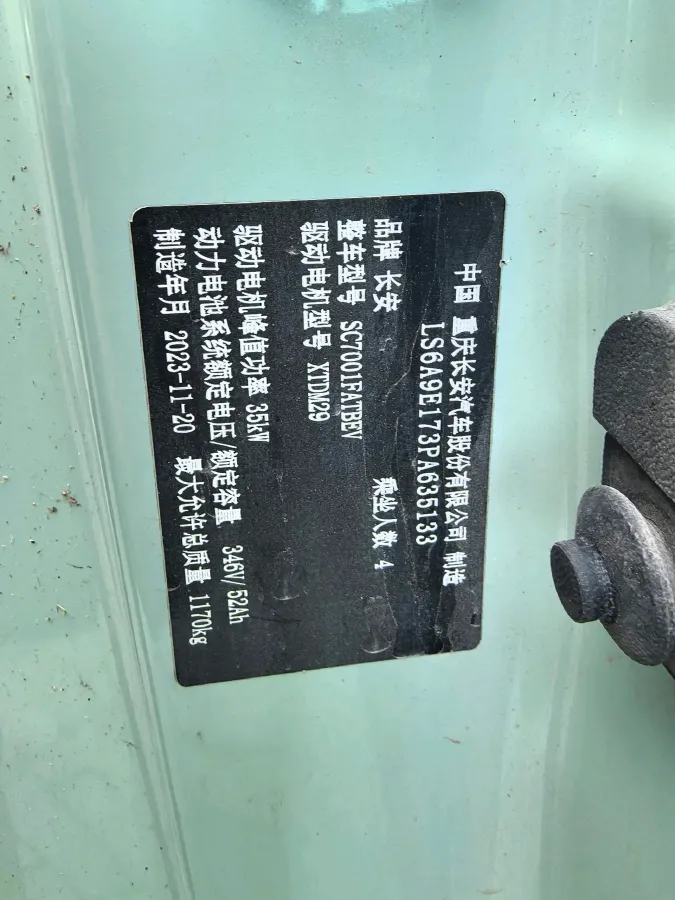 中国 重庆长安汽车股份有限公司 制造
LS6A9E173PA635133
品牌 长安 乘坐人数 4
整车型号 SC7001FATBEV
驱动电机型号 XTDM29
驱动电机峰值功率 35kW
动力电池系统额定电压/额定容量 346V/52Ah
制造年月 2023-11-20 最大允许总质量 1170kg